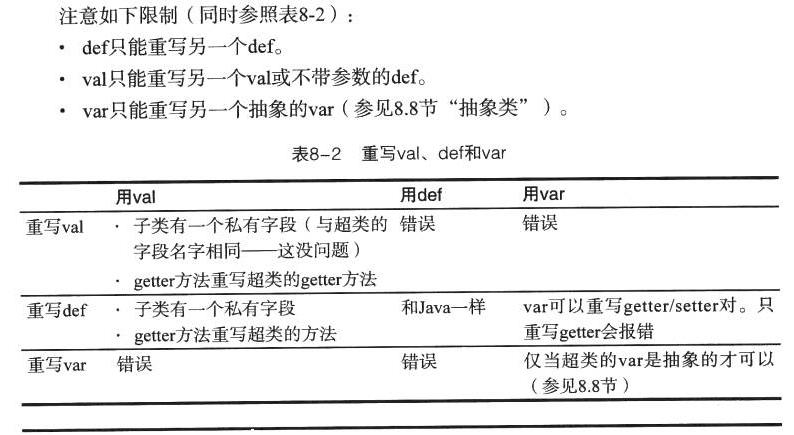 注意如下限制（同时参照表8-2）：
· def只能重写另一个def。
· val只能重写另一个val或不带参数的def。
· var只能重写另一个抽象的var（参见8.8节“抽象类”）。
表8-2 重写val、def和var
用val 用def 用var
重写val · 子类有一个私有字段（与超类的 错误 错误
字段名字相同——这没问题）
· getter方法重写超类的getter方法
重写def · 子类有一个私有字段 和Java一样 var可以重写getter/setter对。只
· getter方法重写超类的方法 重写getter会报错
重写var 错误 错误 仅当超类的var是抽象的才可以
（参见8.8节）